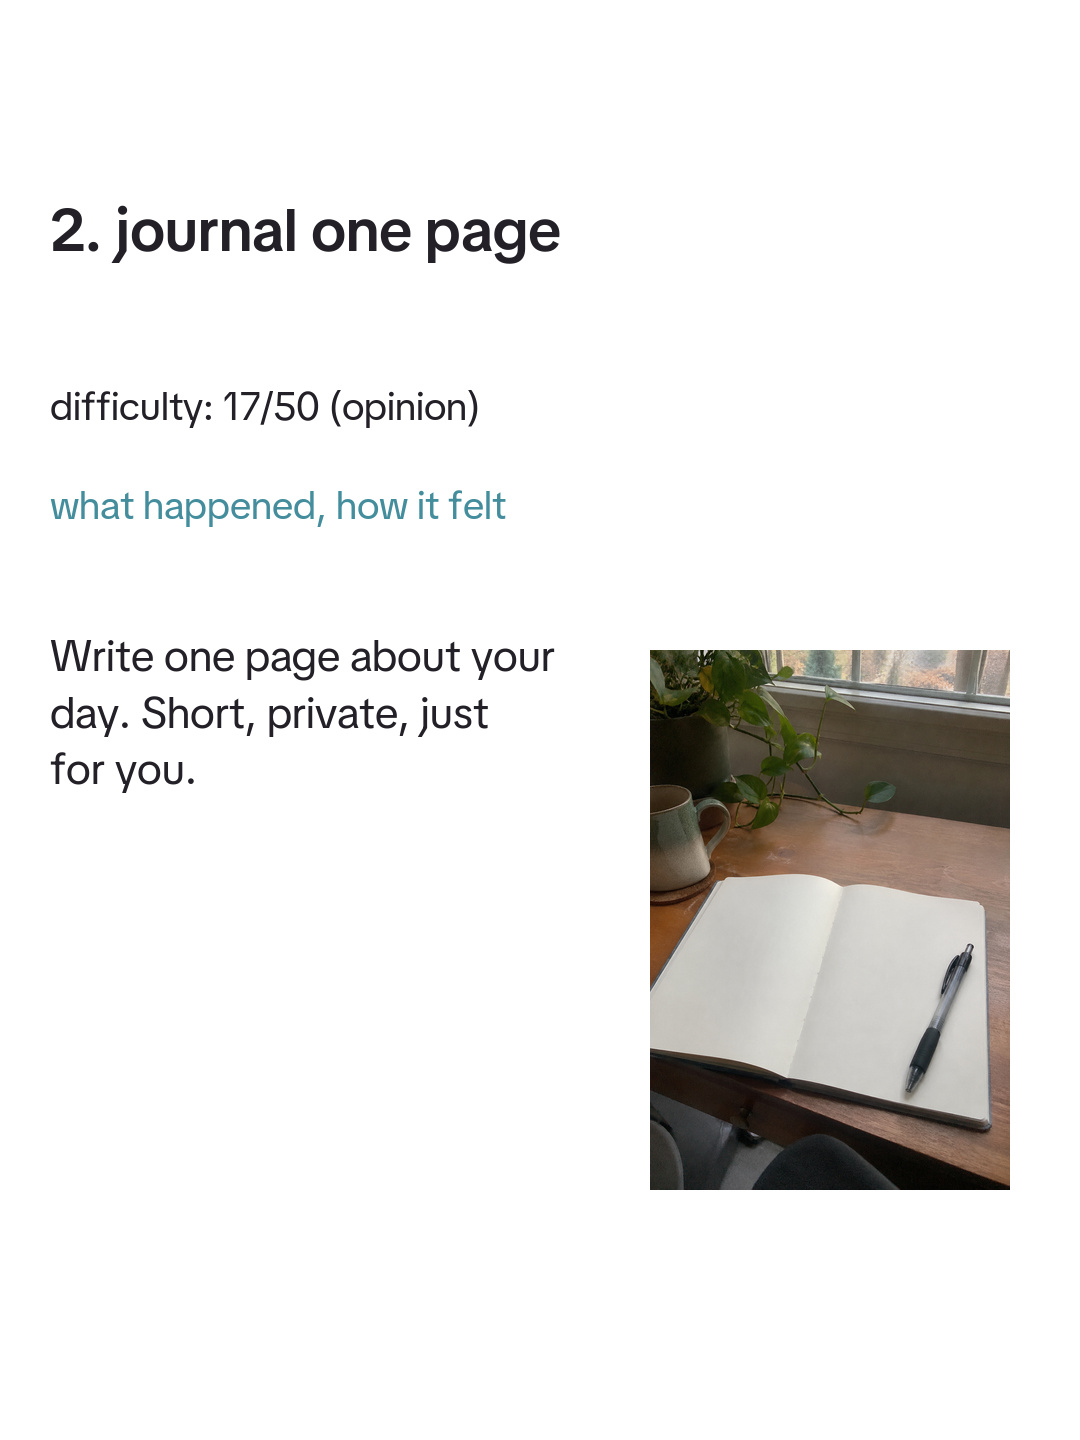 2. journal one page
difficulty: 17/50 (opinion)
what happened, how it felt
Write one page about your
day. Short, private, just
for you.